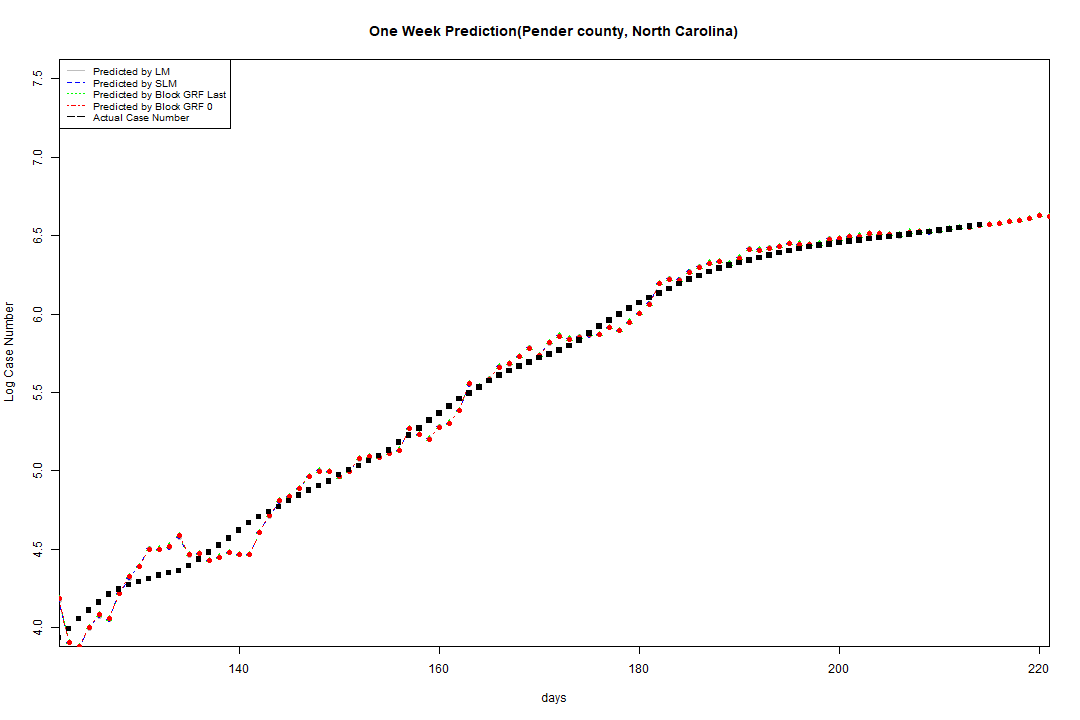 One Week Prediction(Pender county, North Carolina)
Predicted by LM
Predicted by SLM
Predicted by Block GRF Last
Predicted by Block GRF 0
Actual Case Number
7.5
7.0
6.5
6.0
5.5
5.0
4.5
4.0
Log Case Number
140
160
180
200
220
days